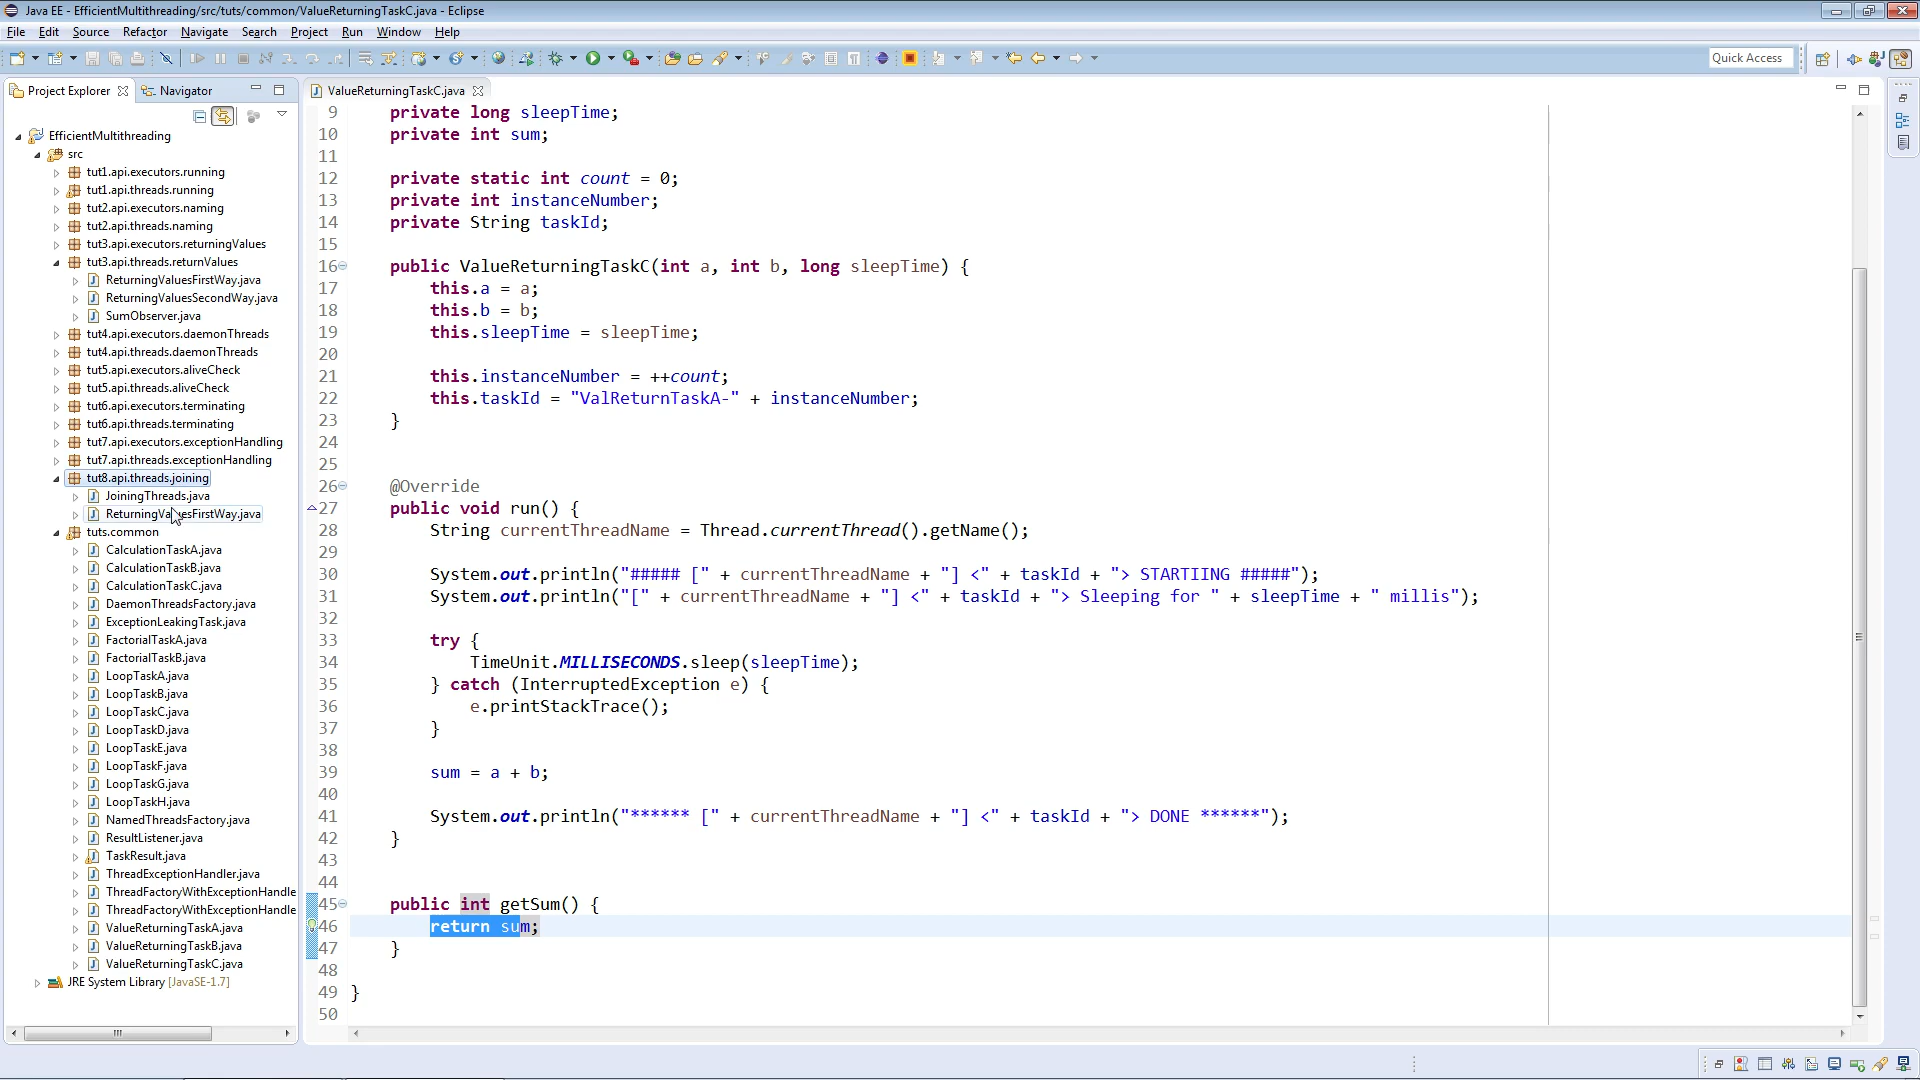 Java EE - EfficientMultithreading/src/tuts/common/ValueReturningTaskC.java - Eclipse
File Edit Source Refactor Navigate Search Project Run Window Help
Quick Access
Project Explorer Navigator
ValueReturningTaskC.java
EfficientMultithreading
src
tut1.api.executors.running
tut1.api.threads.running
tut2.api.executors.naming
tut2.api.threads.naming
tut3.api.executors.returningValues
tut3.api.threads.returnValues
ReturningValuesFirstWay.java
ReturningValuesSecondWay.java
SumObserver.java
tut4.api.executors.daemonThreads
tut4.api.threads.daemonThreads
tut5.api.executors.aliveCheck
tut5.api.threads.aliveCheck
tut6.api.executors.terminating
tut6.api.threads.terminating
tut7.api.executors.exceptionHandling
tut7.api.threads.exceptionHandling
tut8.api.threads.joining
JoiningThreads.java
ReturningValuesFirstWay.java
tuts.common
CalculationTaskA.java
CalculationTaskB.java
CalculationTaskC.java
DaemonThreadsFactory.java
ExceptionLeakingTask.java
FactorialTaskA.java
FactorialTaskB.java
LoopTaskA.java
LoopTaskB.java
LoopTaskC.java
LoopTaskD.java
LoopTaskE.java
LoopTaskF.java
LoopTaskG.java
LoopTaskH.java
NamedThreadsFactory.java
ResultListener.java
TaskResult.java
ThreadExceptionHandler.java
ThreadFactoryWithExceptionHandle
ThreadFactoryWithExceptionHandle
ValueReturningTaskA.java
ValueReturningTaskB.java
ValueReturningTaskC.java
JRE System Library [JavaSE-1.7]
9 private long sleepTime;
10 private int sum;
11
12 private static int count = 0;
13 private int instanceNumber;
14 private String taskId;
15
16 public ValueReturningTaskC(int a, int b, long sleepTime) {
17 this.a = a;
18 this.b = b;
19 this.sleepTime = sleepTime;
20
21 this.instanceNumber = ++count;
22 this.taskId = "ValReturnTaskA-" + instanceNumber;
23 }
24
25
26 @Override
27 public void run() {
28 String currentThreadName = Thread.currentThread().getName();
29
30 System.out.println("##### [" + currentThreadName + "] <" + taskId + "> STARTIING #####");
31 System.out.println("[" + currentThreadName + "] <" + taskId + "> Sleeping for " + sleepTime + " millis");
32
33 try {
34 TimeUnit.MILLISECONDS.sleep(sleepTime);
35 } catch (InterruptedException e) {
36 e.printStackTrace();
37 }
38
39 sum = a + b;
40
41 System.out.println("****** [" + currentThreadName + "] <" + taskId + "> DONE ******");
42 }
43
44
45 public int getSum() {
46 return sum;
47 }
48
49 }
50